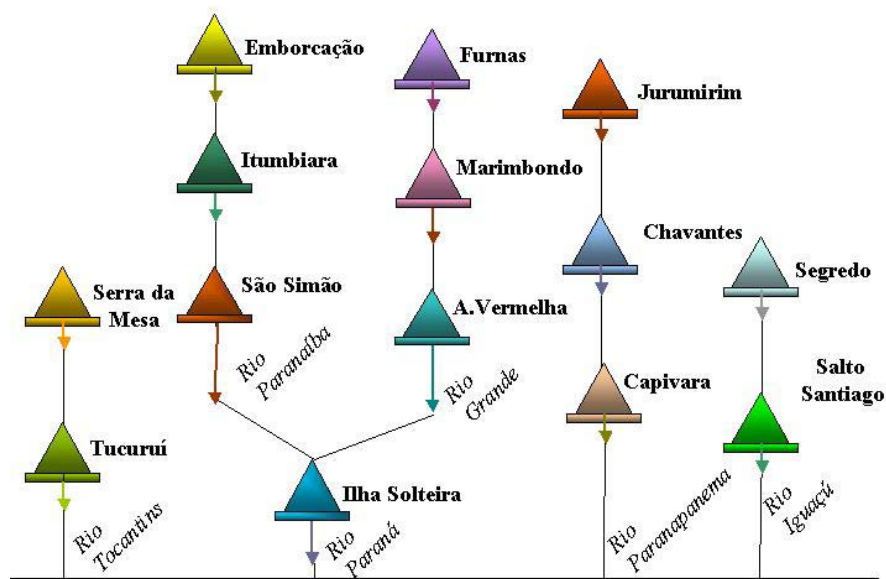 Emborcação
Furnas
Jurumirim
Itumbiara
Marimbondo
Chavantes
Segredo
Serra da
Mesa
São Simão
A.Vermelha
Rio
Paranaíba
Rio
Grande
Capivara
Salto
Santiago
Tucuruí
Ilha Solteira
Rio
Tocantins
Rio
Paraná
Rio
Paranapanema
Rio
Iguaçú